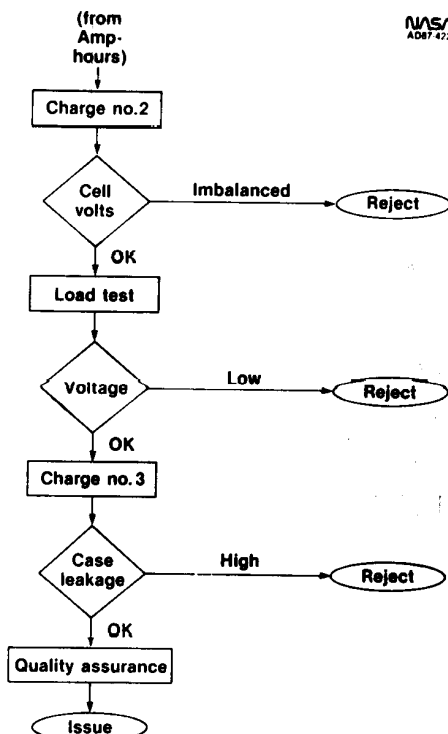 (from
Amp-
hours)
NASA
Charge no.2
Cell
volts
Imbalanced
Reject
OK
Load test
Voltage
Low
Reject
OK
Charge no.3
Case
leakage
High
Reject
OK
Quality assurance
Issue